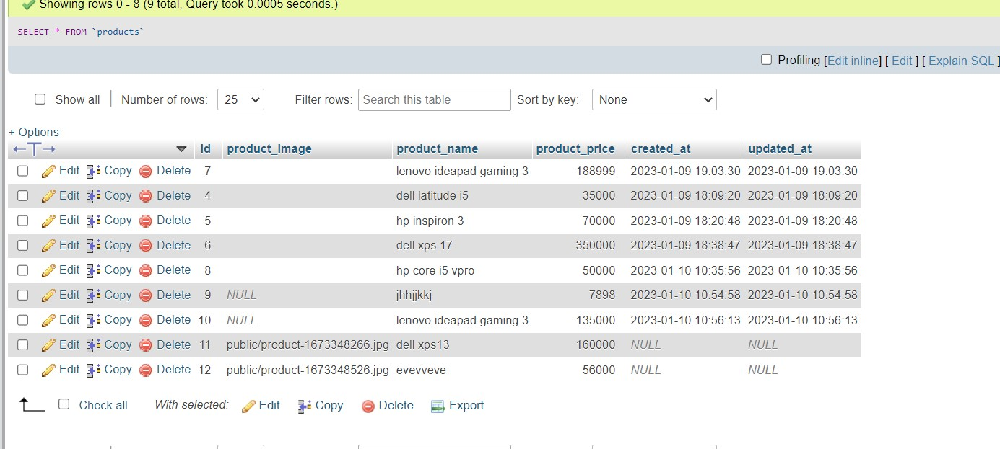 Showing rows 0 - 8 (9 total, Query took 0.0005 seconds.)
SELECT * FROM `products`
Profiling [Edit inline] [ Edit ] [ Explain SQL ]
Show all | Number of rows: 25 Filter rows: Search this table Sort by key: None
+ Options
←T→ id product_image product_name product_price created_at updated_at
Edit Copy Delete 7 lenovo ideapad gaming 3 188999 2023-01-09 19:03:30 2023-01-09 19:03:30
Edit Copy Delete 4 dell latitude i5 35000 2023-01-09 18:09:20 2023-01-09 18:09:20
Edit Copy Delete 5 hp inspiron 3 70000 2023-01-09 18:20:48 2023-01-09 18:20:48
Edit Copy Delete 6 dell xps 17 350000 2023-01-09 18:38:47 2023-01-09 18:38:47
Edit Copy Delete 8 hp core i5 vpro 50000 2023-01-10 10:35:56 2023-01-10 10:35:56
Edit Copy Delete 9 NULL jhhjjkkj 7898 2023-01-10 10:54:58 2023-01-10 10:54:58
Edit Copy Delete 10 NULL lenovo ideapad gaming 3 135000 2023-01-10 10:56:13 2023-01-10 10:56:13
Edit Copy Delete 11 public/product-1673348266.jpg dell xps13 160000 NULL NULL
Edit Copy Delete 12 public/product-1673348526.jpg evevveve 56000 NULL NULL
Check all With selected: Edit Copy Delete Export